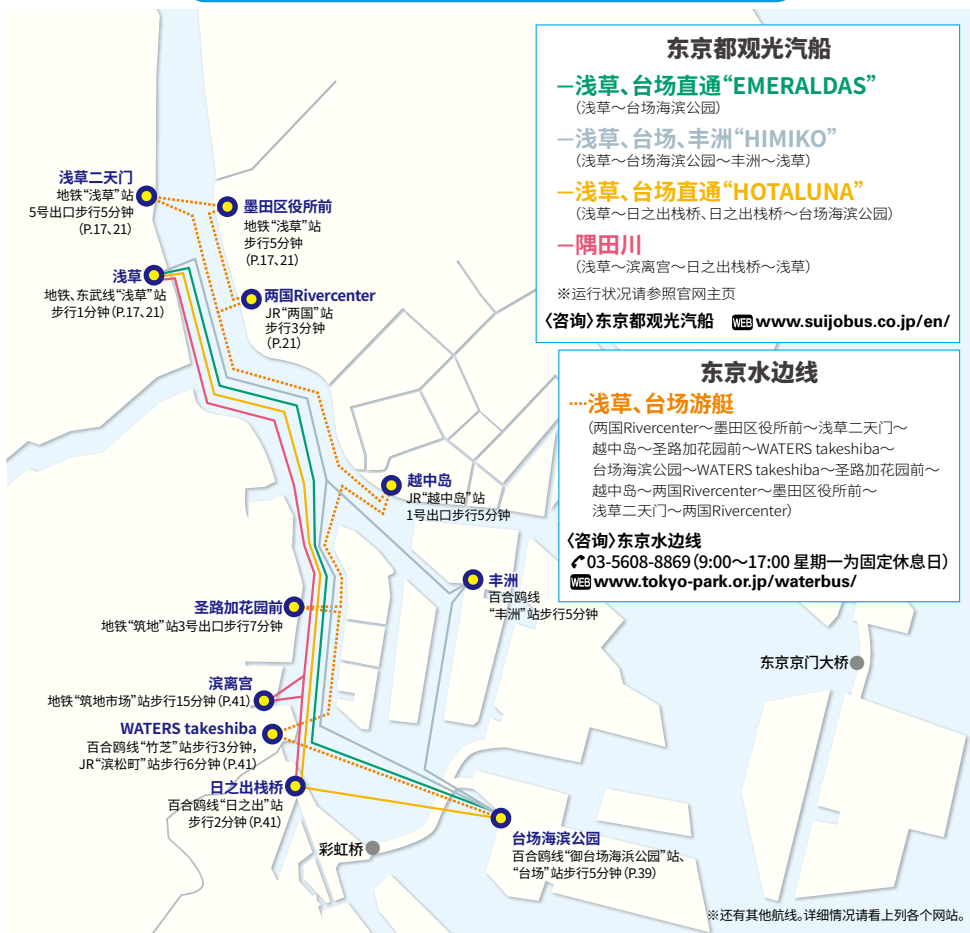 东京都观光汽船
浅草、台场直通“EMERALDAS”
（浅草～台场海滨公园）
浅草、台场、丰洲“HIMIKO”
（浅草～台场海滨公园～丰洲～浅草）
浅草、台场直通“HOTALUNA”
（浅草～日之出栈桥、日之出栈桥～台场海滨公园）
隅田川
（浅草～滨离宫～日之出栈桥～浅草）
※运行状况请参照官网主页
〈咨询〉东京都观光汽船 WEB www.suijobus.co.jp/en/
东京水边线
浅草、台场游艇
（两国Rivercenter～墨田区役所前～浅草二天门～
越中岛～圣路加花园前～WATERS takeshiba～
台场海滨公园～WATERS takeshiba～圣路加花园前～
越中岛～两国Rivercenter～墨田区役所前～
浅草二天门～两国Rivercenter）
〈咨询〉东京水边线
03-5608-8869（9:00～17:00 星期一为固定休息日）
WEB www.tokyo-park.or.jp/waterbus/
浅草二天门
地铁“浅草”站
5号出口步行5分钟
（P.17、21）
墨田区役所前
地铁“浅草”站
步行5分钟
（P.17、21）
浅草
地铁、东武线“浅草”站
步行1分钟（P.17、21）
两国Rivercenter
JR“两国”站
步行3分钟
（P.21）
越中岛
JR“越中岛”站
1号出口步行5分钟
丰洲
百合鸥线
“丰洲”站步行5分钟
圣路加花园前
地铁“筑地”站3号出口步行7分钟
东京京门大桥
滨离宫
地铁“筑地市场”站步行15分钟（P.41）
WATERS takeshiba
百合鸥线“竹芝”站步行3分钟，
JR“滨松町”站步行6分钟（P.41）
日之出栈桥
百合鸥线“日之出”站
步行2分钟（P.41）
彩虹桥
台场海滨公园
百合鸥线“御台场海浜公园”站、
“台场”站步行5分钟（P.39）
※还有其他航线。详细情况请看上列各个网站。